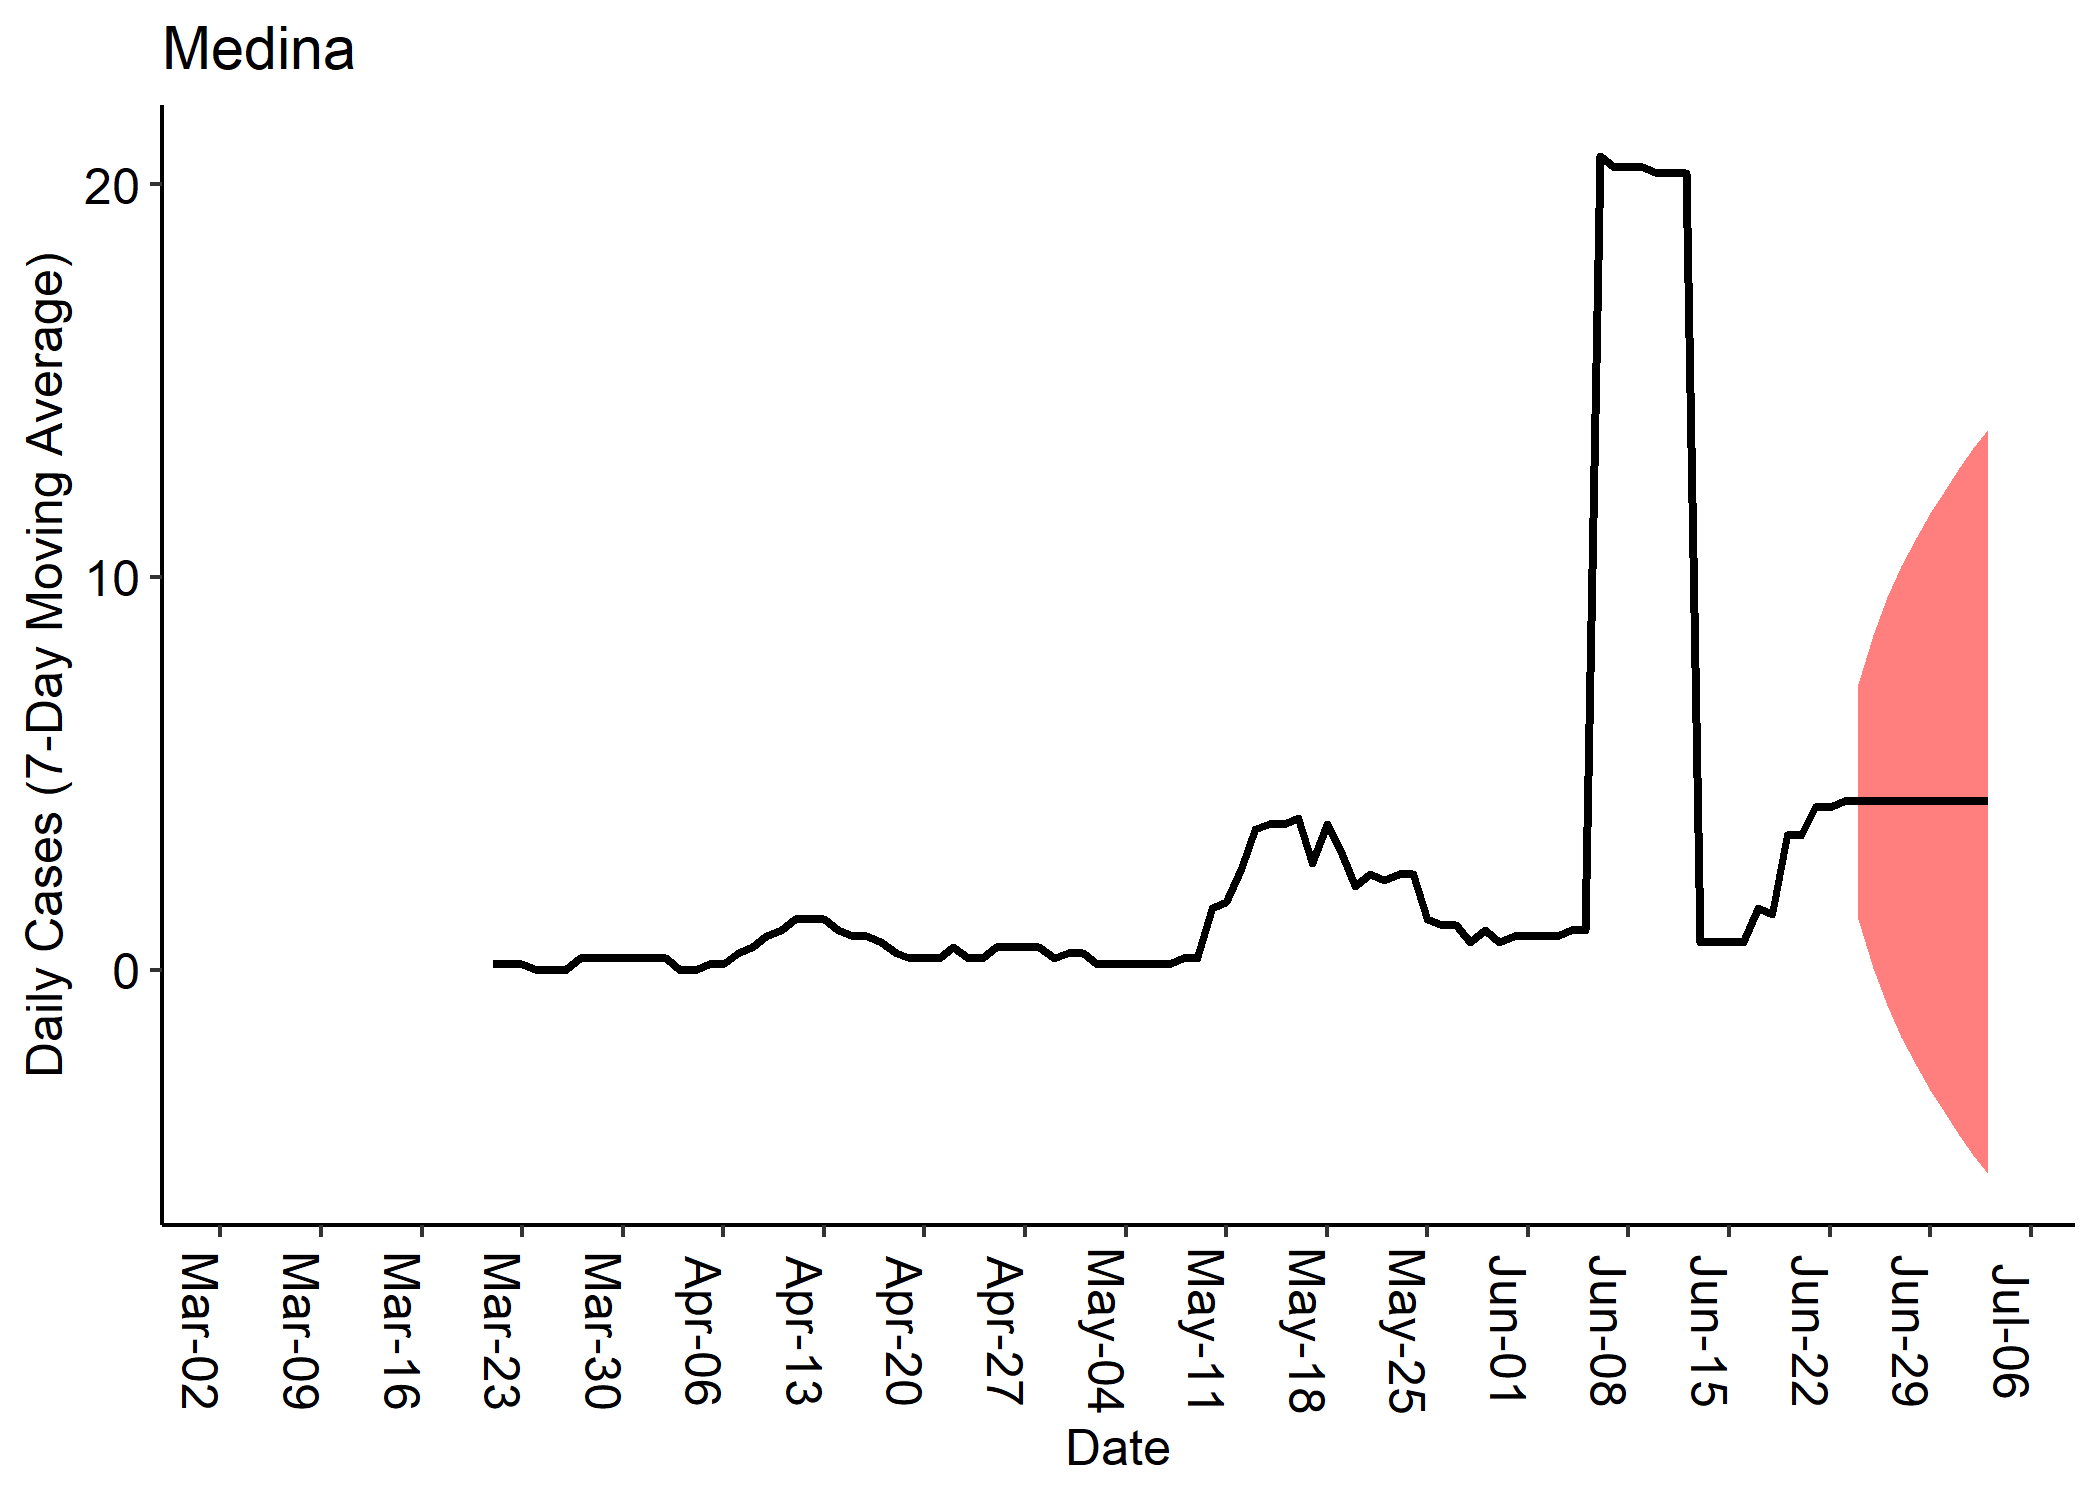 Medina
Daily Cases (7-Day Moving Average)
20
10
0
Mar-02
Mar-09
Mar-16
Mar-23
Mar-30
Apr-06
Apr-13
Apr-20
Apr-27
May-04
May-11
May-18
May-25
Jun-01
Jun-08
Jun-15
Jun-22
Jun-29
Jul-06
Date